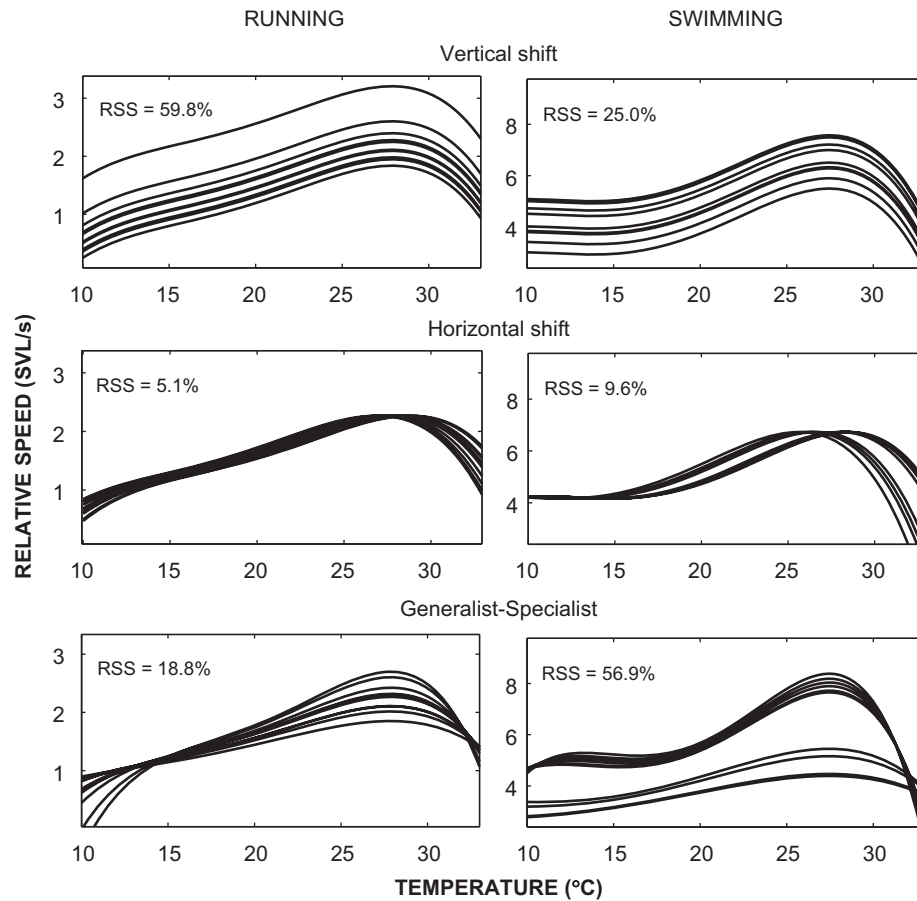 RUNNING SWIMMING
Vertical shift
3
2
1
RSS = 59.8%
8
6
4
RSS = 25.0%
10 15 20 25 30 10 15 20 25 30
Horizontal shift
3
2
1
RSS = 5.1%
8
6
4
RSS = 9.6%
10 15 20 25 30 10 15 20 25 30
Generalist-Specialist
3
2
1
RSS = 18.8%
8
6
4
RSS = 56.9%
10 15 20 25 30 10 15 20 25 30
RELATIVE SPEED (SVL/s)
TEMPERATURE (°C)